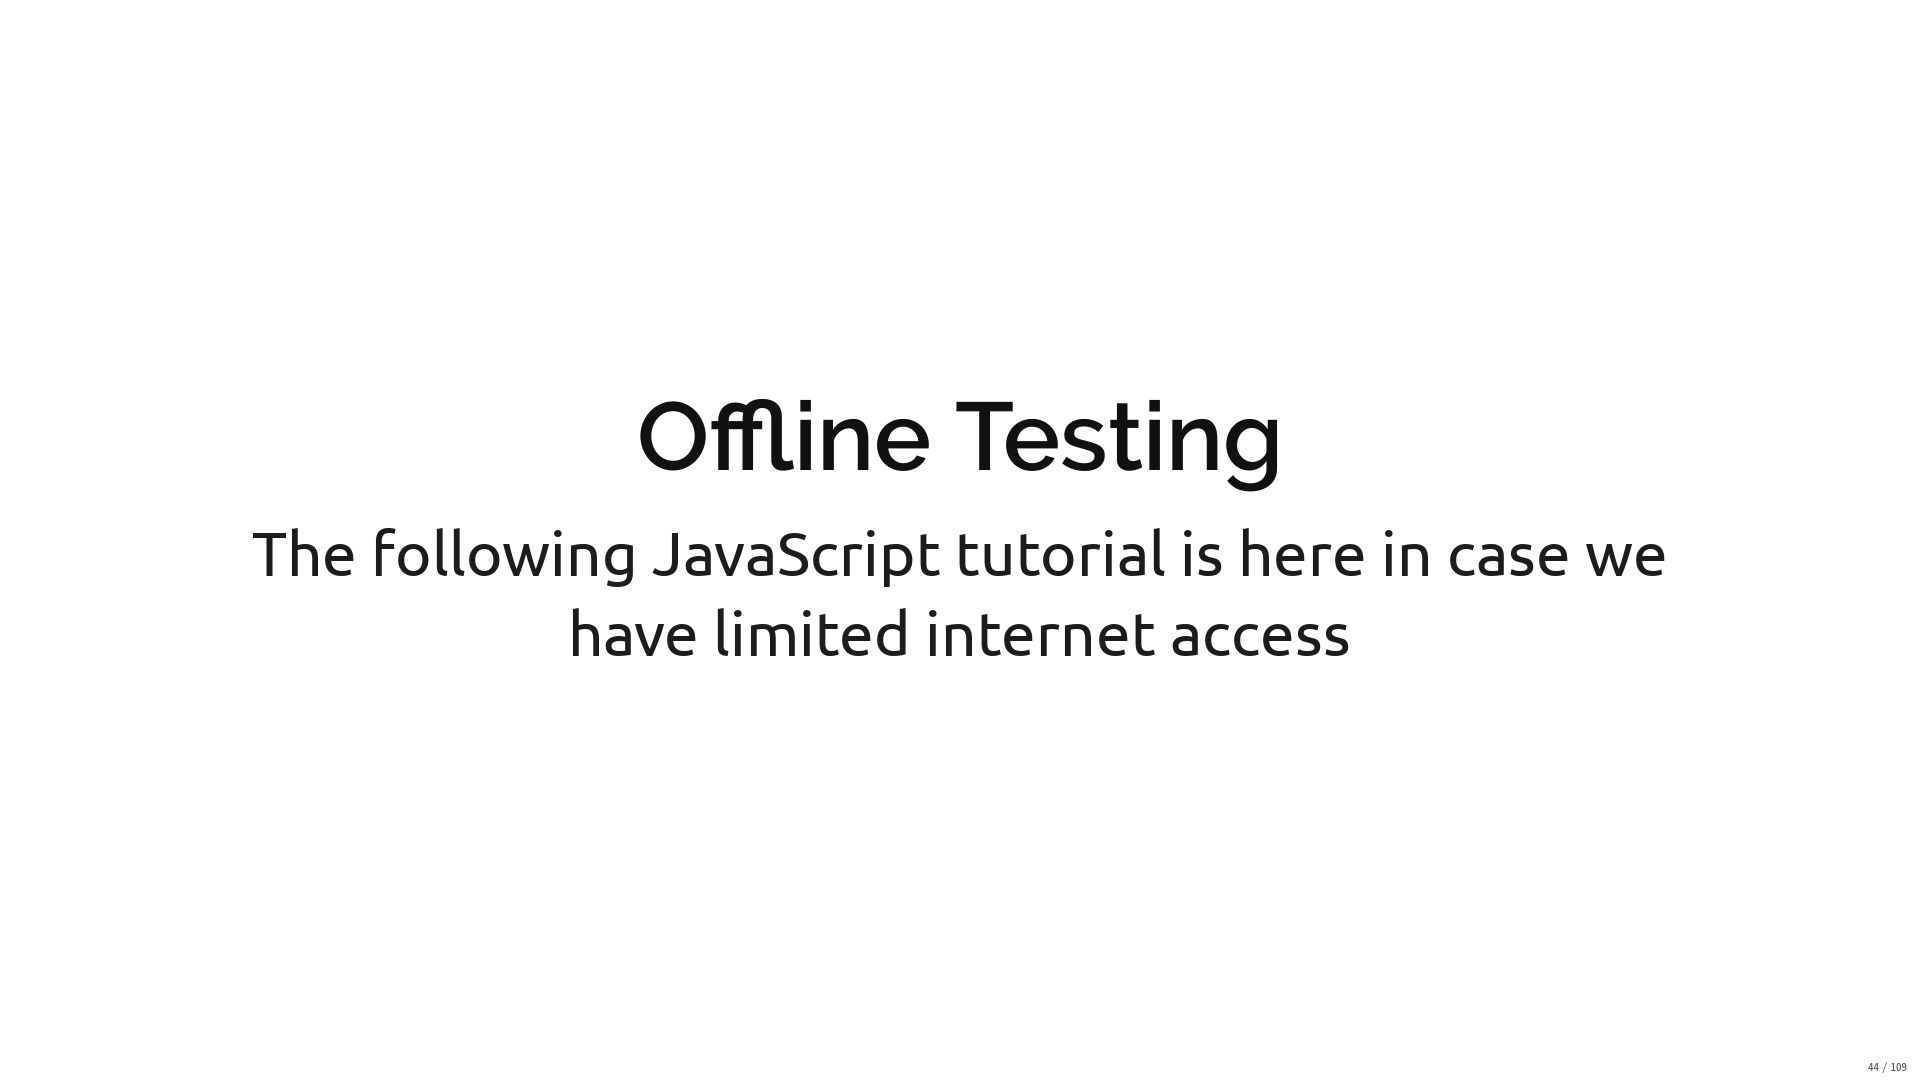 Offline Testing
The following JavaScript tutorial is here in case we
have limited internet access
44 / 109